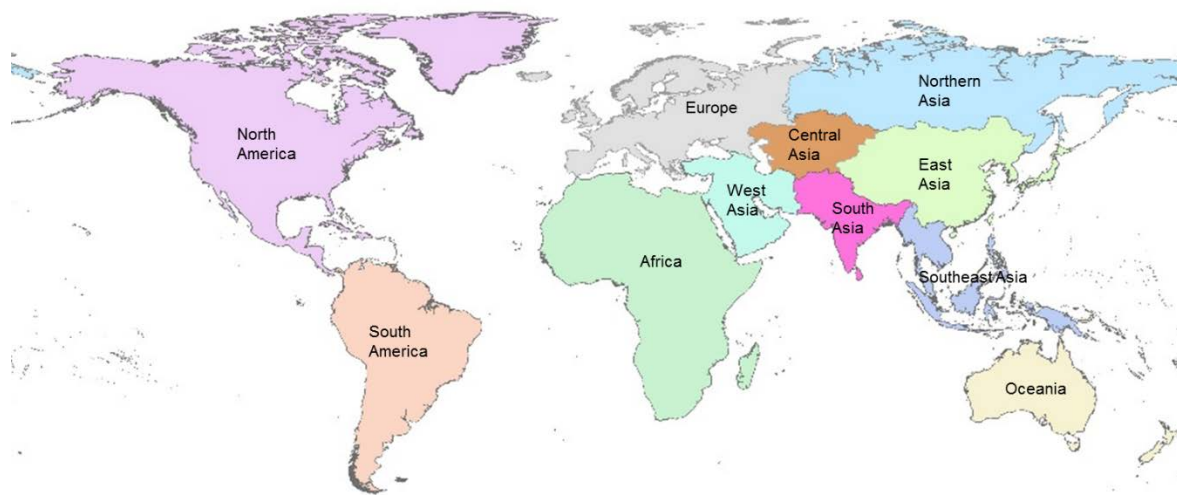 Northern
Asia
Europe
North
America
Central
Asia
East
Asia
West
Asia
South
Asia
Africa
Southeast Asia
South
America
Oceania